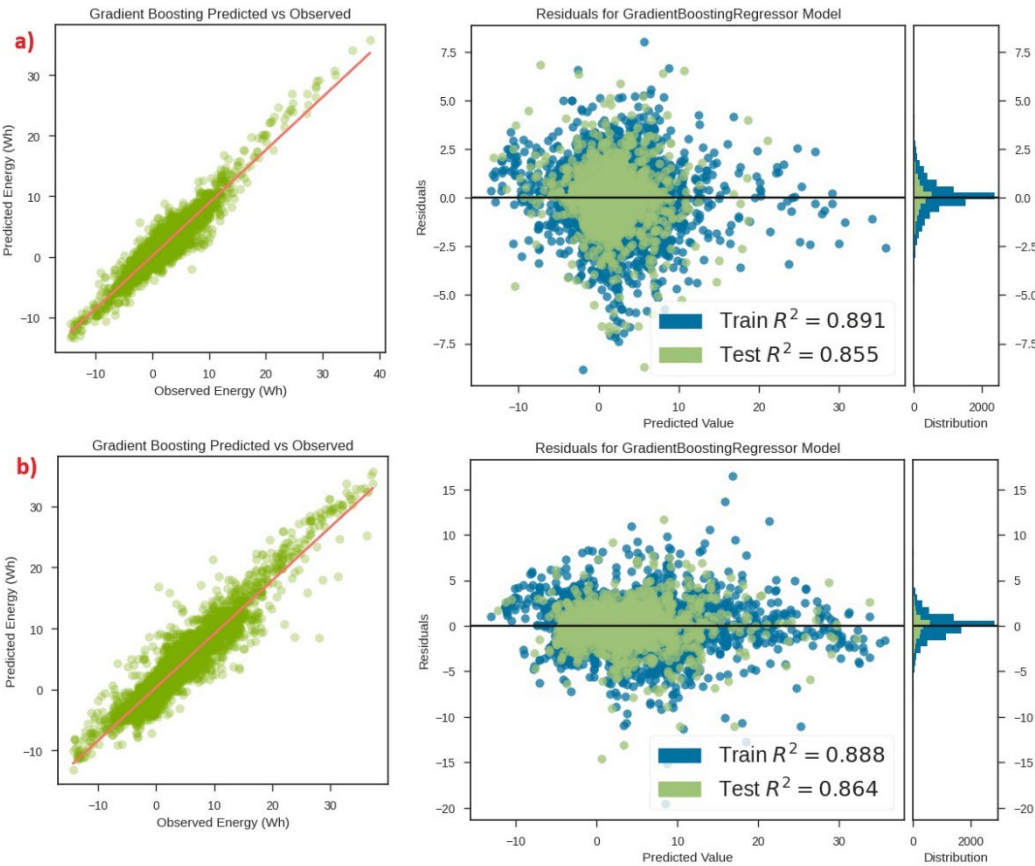 a)
Gradient Boosting Predicted vs Observed
Predicted Energy (Wh)
30
20
10
0
−10
−10 0 10 20 30 40
Observed Energy (Wh)
Residuals for GradientBoostingRegressor Model
Residuals
7.5
5.0
2.5
0.0
−2.5
−5.0
−7.5
Train R² = 0.891
Test R² = 0.855
−10 0 10 20 30
Predicted Value
7.5
5.0
2.5
0.0
−2.5
−5.0
−7.5
0 2000
Distribution
b)
Gradient Boosting Predicted vs Observed
Predicted Energy (Wh)
30
20
10
0
−10
−10 0 10 20 30
Observed Energy (Wh)
Residuals for GradientBoostingRegressor Model
Residuals
15
10
5
0
−5
−10
−15
−20
Train R² = 0.888
Test R² = 0.864
−10 0 10 20 30
Predicted Value
15
10
5
0
−5
−10
−15
−20
0 2000
Distribution